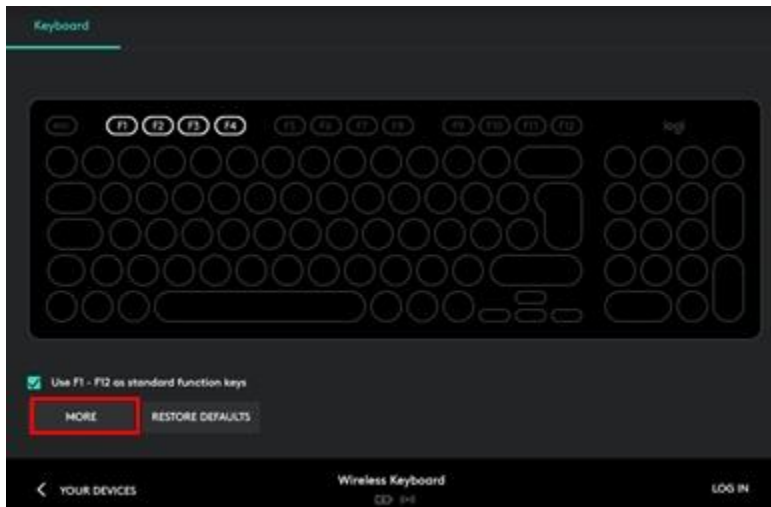 Keyboard
F1 F2 F3 F4 F5 F6 F7 F8 F9 F10 F11 F12 logi
Use F1 - F12 as standard function keys
MORE RESTORE DEFAULTS
YOUR DEVICES Wireless Keyboard LOG IN